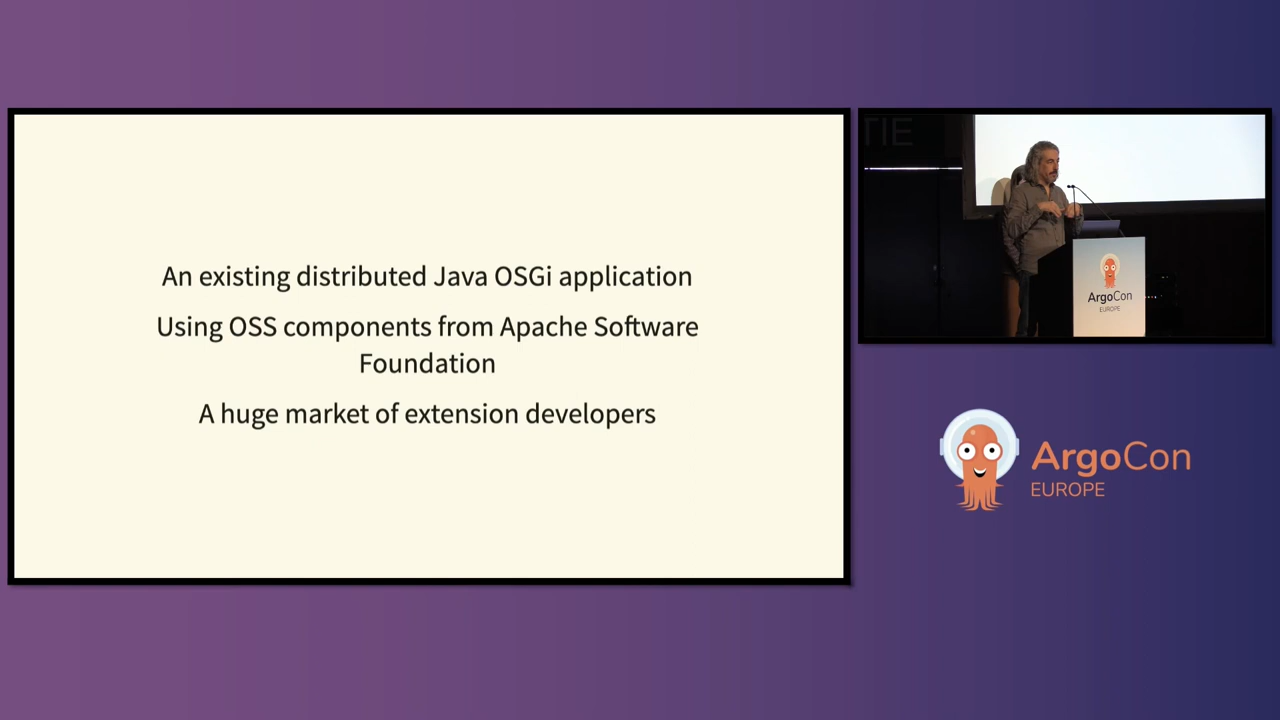 An existing distributed Java OSGi application
Using OSS components from Apache Software
Foundation
A huge market of extension developers
TIE
ArgoCon
EUROPE
ArgoCon
EUROPE